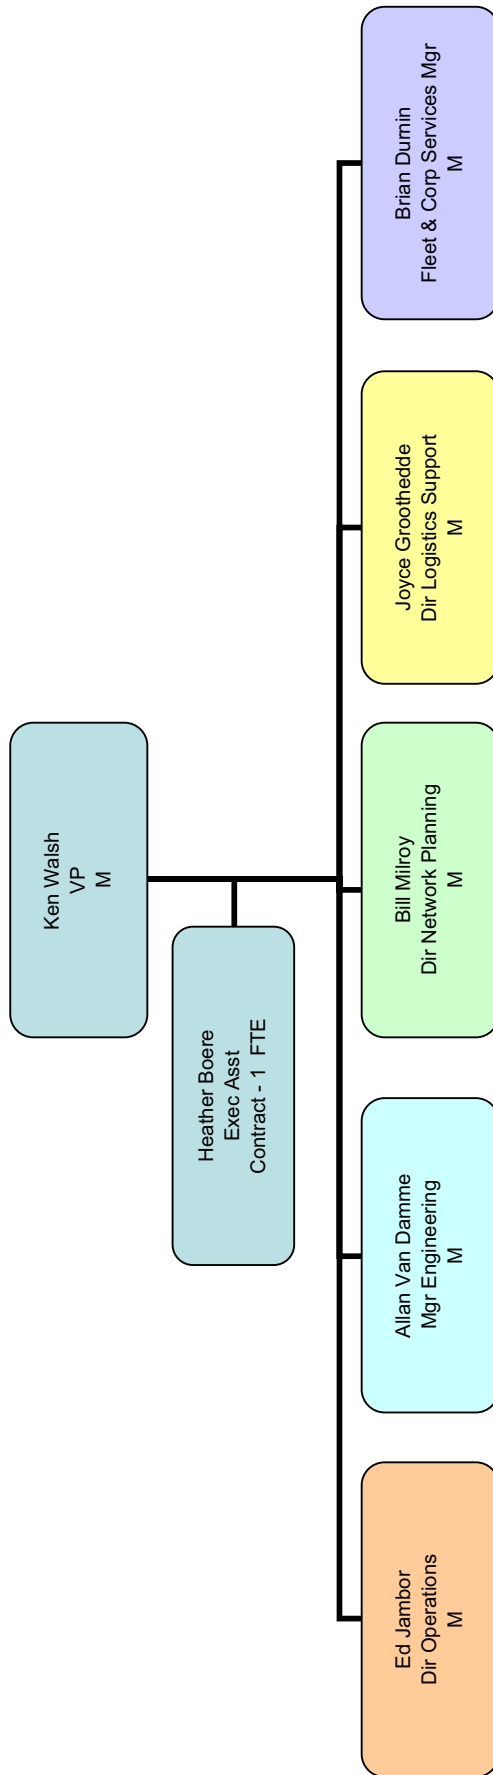 Ken Walsh
VP
M
Heather Boere
Exec Asst
Contract - 1 FTE
Ed Jambor
Dir Operations
M
Allan Van Damme
Mgr Engineering
M
Bill Milroy
Dir Network Planning
M
Joyce Groothedde
Dir Logistics Support
M
Brian Durnin
Fleet & Corp Services Mgr
M